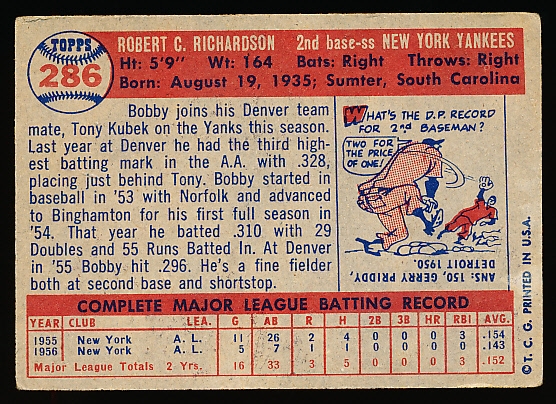 TOPPS
286
ROBERT C. RICHARDSON 2nd base-ss NEW YORK YANKEES
Ht: 5'9" Wt: 164 Bats: Right Throws: Right
Born: August 19, 1935; Sumter, South Carolina
Bobby joins his Denver team
mate, Tony Kubek on the Yanks this season.
Last year at Denver he had the third high-
est batting mark in the A.A. with .328,
placing just behind Tony. Bobby started in
baseball in '53 with Norfolk and advanced
to Binghamton for his first full season in
'54. That year he batted .310 with 29
Doubles and 55 Runs Batted In. At Denver
in '55 Bobby hit .296. He's a fine fielder
both at second base and shortstop.
WHAT'S THE D.P. RECORD
FOR 2nd BASEMAN?
TWO FOR
THE PRICE
OF ONE!
ANS: 150, GERRY PRIDDY,
DETROIT 1950.
COMPLETE MAJOR LEAGUE BATTING RECORD
YEAR CLUB LEA. G AB R H 2B 3B HR RBI AVG.
1955 New York A. L. 11 26 2 4 0 0 0 3 .154
1956 New York A. L. 5 7 1 1 0 0 0 0 .143
Major League Totals 2 Yrs. 16 33 3 5 0 0 0 3 .152
© T. C. G. PRINTED IN U.S.A.